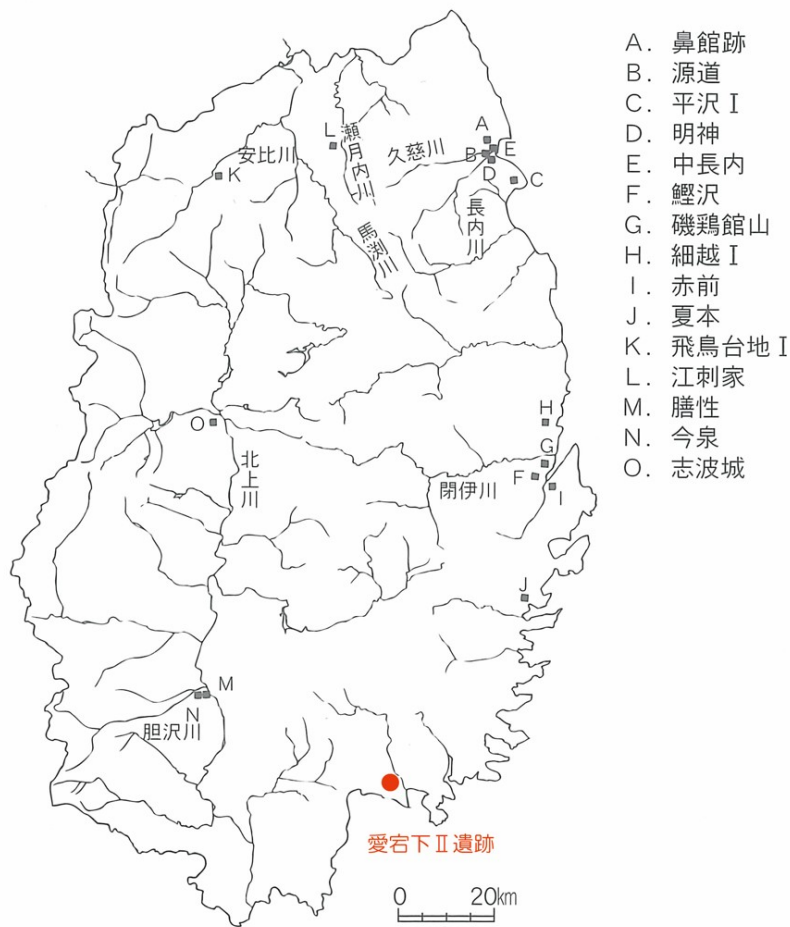 A. 鼻館跡
B. 源道
C. 平沢Ⅰ
D. 明神
E. 中長内
F. 鰹沢
G. 磯鶏館山
H. 細越Ⅰ
I. 赤前
J. 夏本
K. 飛鳥台地Ⅰ
L. 江刺家
M. 膳性
N. 今泉
O. 志波城
A
L
瀬月内川
久慈川
B
E
安比川
D
K
C
長内川
馬渕川
H
O
G
北上川
F
閉伊川
I
J
M
N
胆沢川
愛宕下Ⅱ遺跡
0 20km